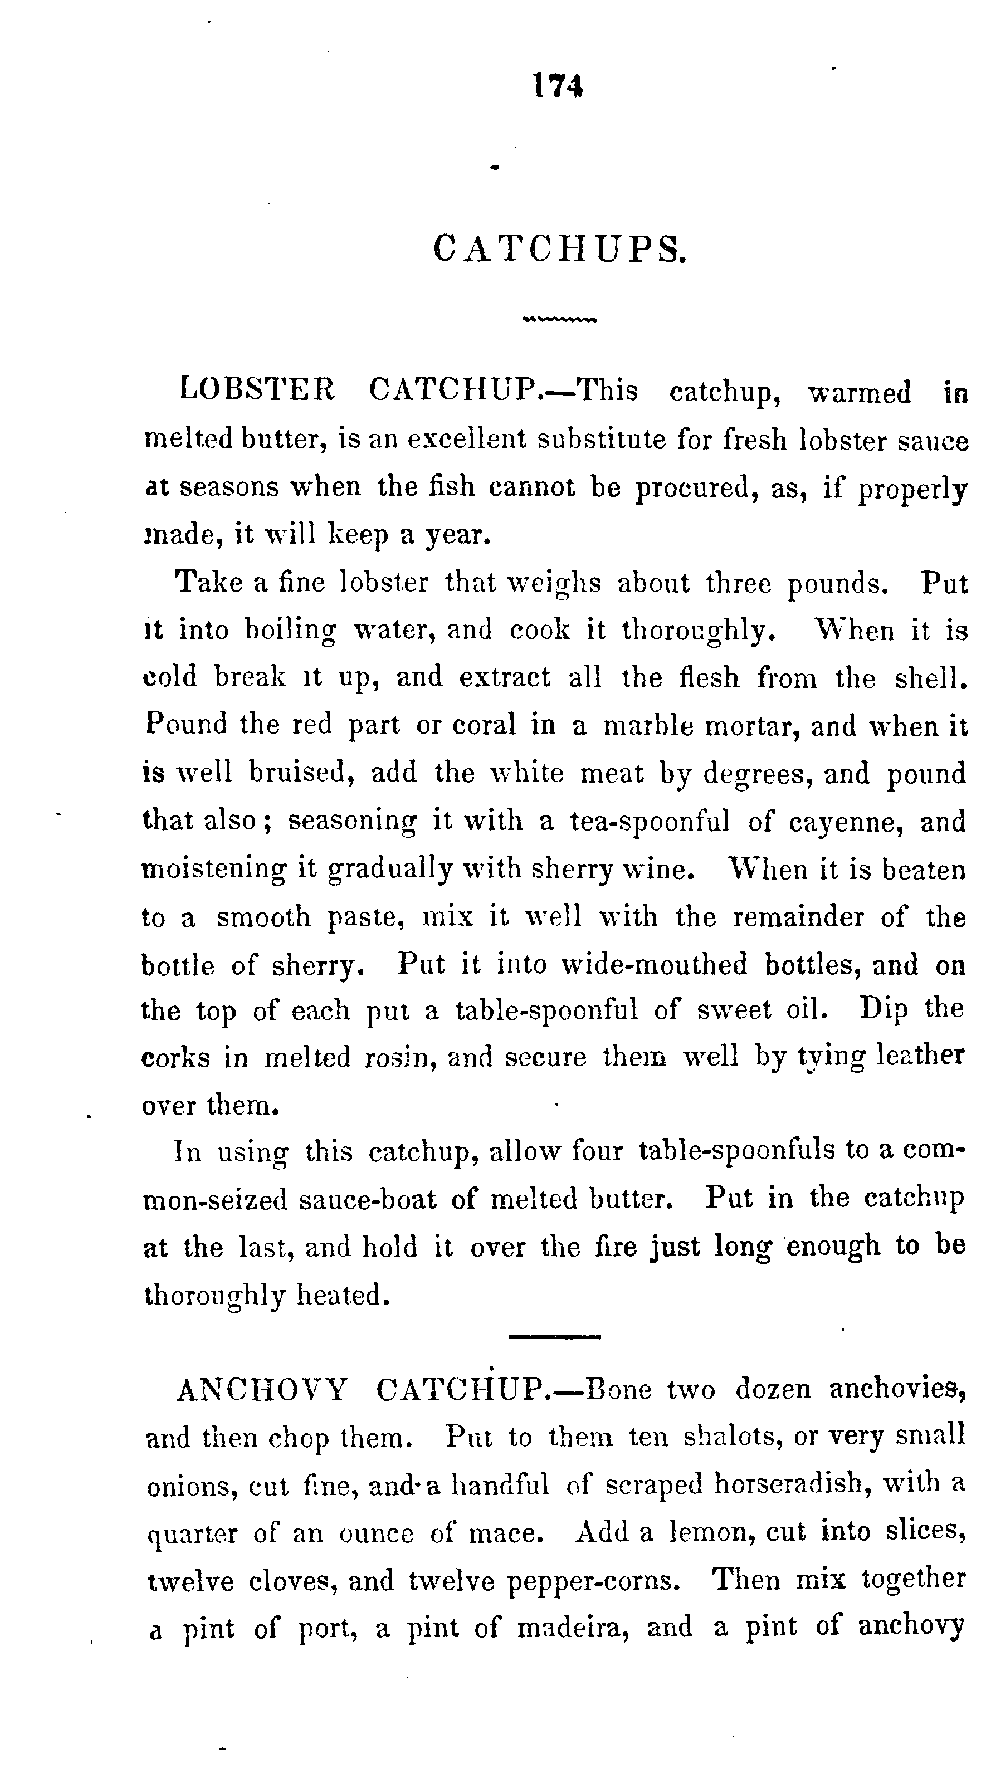 174
CATCHUPS.
LOBSTER CATCHUP.—This catchup, warmed in
melted butter, is an excellent substitute for fresh lobster sauce
at seasons when the fish cannot be procured, as, if properly
made, it will keep a year.
Take a fine lobster that weighs about three pounds. Put
it into boiling water, and cook it thoroughly. When it is
cold break it up, and extract all the flesh from the shell.
Pound the red part or coral in a marble mortar, and when it
is well bruised, add the white meat by degrees, and pound
that also; seasoning it with a tea-spoonful of cayenne, and
moistening it gradually with sherry wine. When it is beaten
to a smooth paste, mix it well with the remainder of the
bottle of sherry. Put it into wide-mouthed bottles, and on
the top of each put a table-spoonful of sweet oil. Dip the
corks in melted rosin, and secure them well by tying leather
over them.
In using this catchup, allow four table-spoonfuls to a com-
mon-seized sauce-boat of melted butter. Put in the catchup
at the last, and hold it over the fire just long enough to be
thoroughly heated.
ANCHOVY CATCHUP.—Bone two dozen anchovies,
and then chop them. Put to them ten shalots, or very small
onions, cut fine, and a handful of scraped horseradish, with a
quarter of an ounce of mace. Add a lemon, cut into slices,
twelve cloves, and twelve pepper-corns. Then mix together
a pint of port, a pint of madeira, and a pint of anchovy